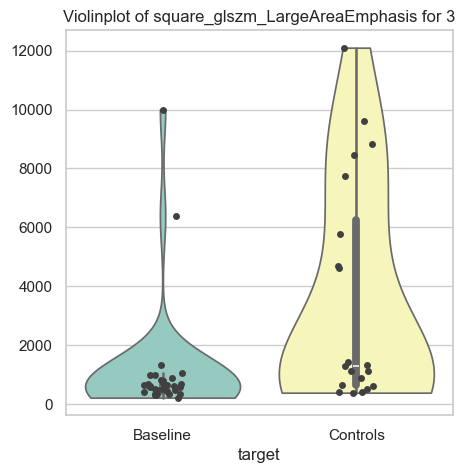 Violinplot of square_glszm_LargeAreaEmphasis for 3
12000
10000
8000
6000
4000
2000
0
Baseline
Controls
target